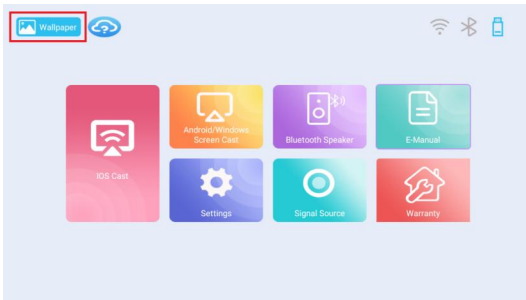 Wallpaper
IOS Cast
Android/Windows
Screen Cast
Bluetooth Speaker
E-Manual
Settings
Signal Source
Warranty